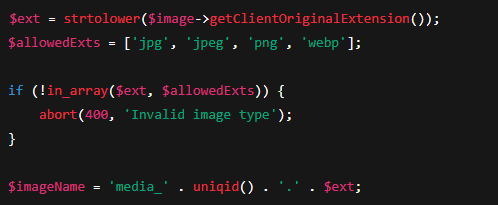 $ext = strtolower($image->getClientOriginalExtension());
$allowedExts = ['jpg', 'jpeg', 'png', 'webp'];
if (!in_array($ext, $allowedExts)) {
    abort(400, 'Invalid image type');
}
$imageName = 'media_' . uniqid() . '.' . $ext;